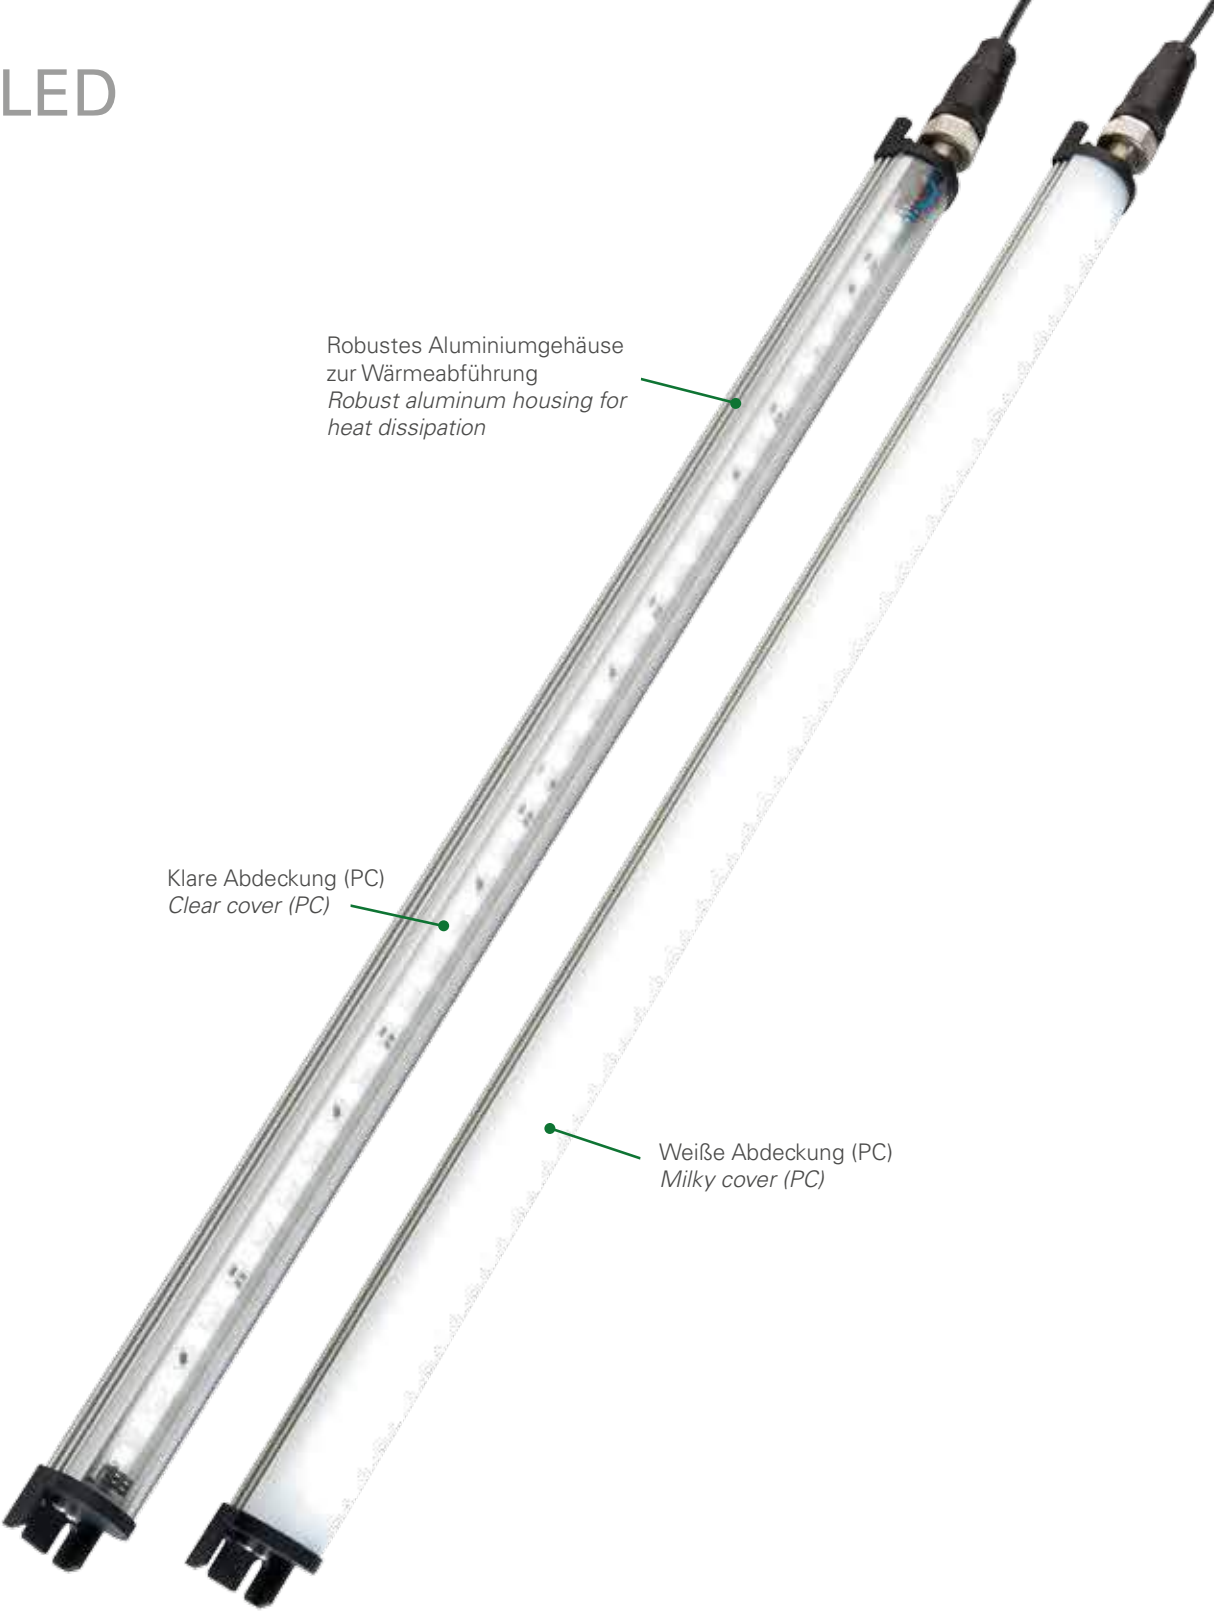 LED
Robustes Aluminiumgehäuse
zur Wärmeabführung
Robust aluminum housing for
heat dissipation
Klare Abdeckung (PC)
Clear cover (PC)
Weiße Abdeckung (PC)
Milky cover (PC)